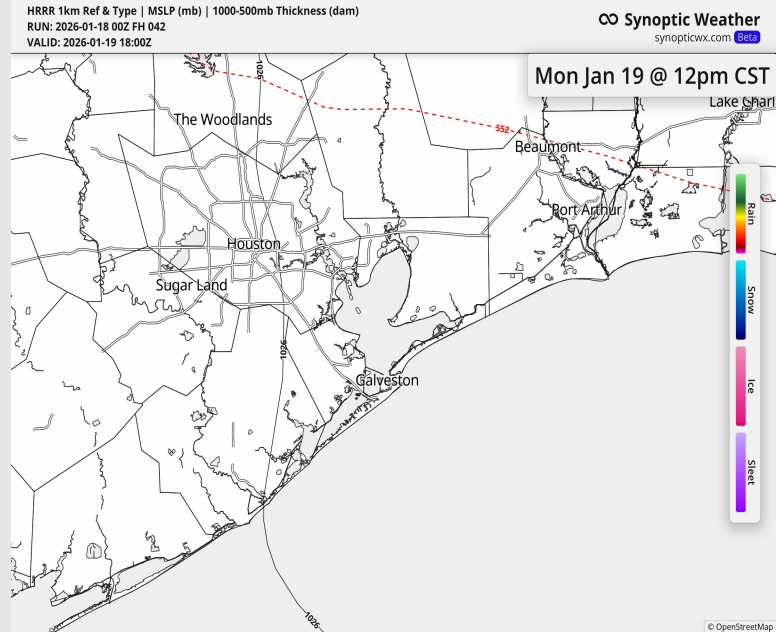 HRRR 1km Ref & Type | MSLP (mb) | 1000-500mb Thickness (dam)
RUN: 2026-01-18 00Z FH 042
VALID: 2026-01-19 18:00Z
Synoptic Weather
synopticwx.com Beta
Mon Jan 19 @ 12pm CST
1026
Lake Charl
The Woodlands
552
Beaumont
Port Arthur
Houston
Sugar Land
1026
Galveston
Rain
Snow
Ice
Sleet
1026
© OpenStreetMap